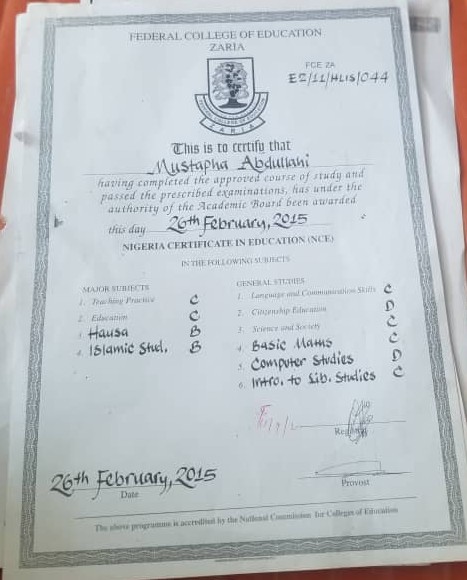 FEDERAL COLLEGE OF EDUCATION
ZARIA
FCE ZA
E2/11/HLIS/044
FEDERAL COLLEGE OF EDUCATION
ZARIA
This is to certify that
Mustapha Abdullahi
having completed the approved course of study and
passed the prescribed examinations, has under the
authority of the Academic Board been awarded
this day 26th February, 2015
NIGERIA CERTIFICATE IN EDUCATION (NCE)
IN THE FOLLOWING SUBJECTS
MAJOR SUBJECTS
1. Teaching Practice C
2. Education C
3. Hausa B
4. Islamic Stud. B
GENERAL STUDIES
1. Language and Communication Skills C
2. Citizenship Education D
3. Science and Society C
4. Basic Maths C
5. Computer Studies D
6. Intro. to Lib. Studies C
Registrar
26th February, 2015
Date
Provost
The above programme is accredited by the National Commission for Colleges of Education